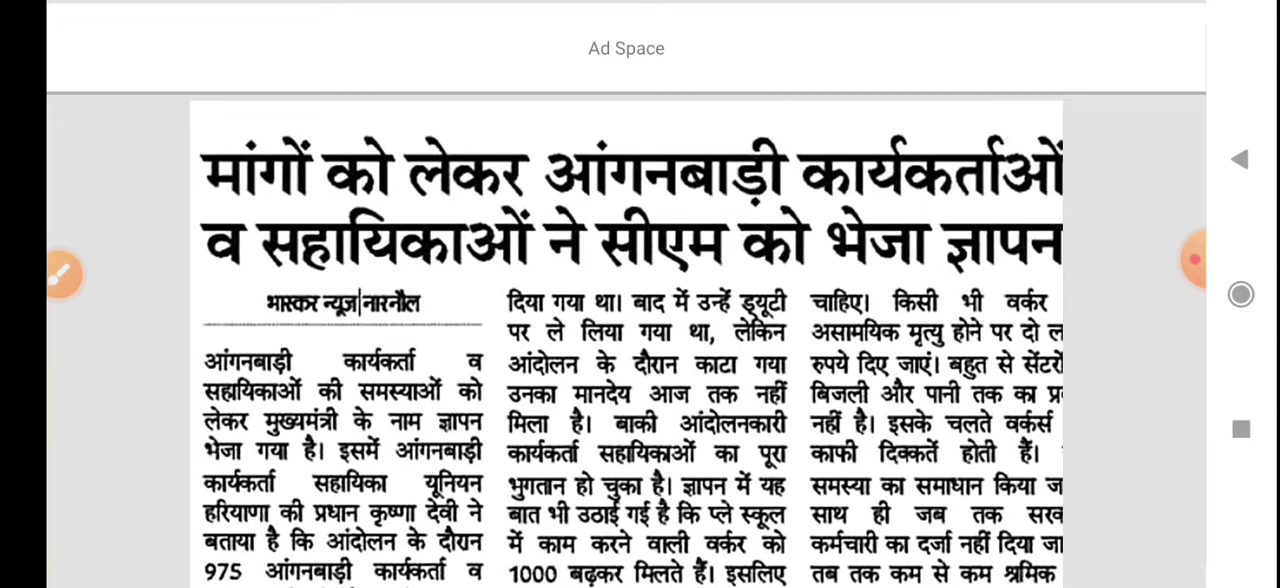 Ad Space
मांगों को लेकर आंगनबाड़ी कार्यकर्ताओं
व सहायिकाओं ने सीएम को भेजा ज्ञापन
भास्कर न्यूज|नारनौल
आंगनबाड़ी कार्यकर्ता व
सहायिकाओं की समस्याओं को
लेकर मुख्यमंत्री के नाम ज्ञापन
भेजा गया है। इसमें आंगनबाड़ी
कार्यकर्ता सहायिका यूनियन
हरियाणा की प्रधान कृष्णा देवी ने
बताया है कि आंदोलन के दौरान
975 आंगनबाड़ी कार्यकर्ता व
दिया गया था। बाद में उन्हें ड्यूटी
पर ले लिया गया था, लेकिन
आंदोलन के दौरान काटा गया
उनका मानदेय आज तक नहीं
मिला है। बाकी आंदोलनकारी
कार्यकर्ता सहायिकाओं का पूरा
भुगतान हो चुका है। ज्ञापन में यह
बात भी उठाई गई है कि प्ले स्कूल
में काम करने वाली वर्कर को
1000 बढ़कर मिलते हैं। इसलिए
चाहिए। किसी भी वर्कर
असामयिक मृत्यु होने पर दो
रुपये दिए जाएं। बहुत से
बिजली और पानी तक का
नहीं है। इसके चलते वर्कर्स
काफी दिक्कतें होती हैं।
समस्या का समाधान किया
साथ ही जब तक
कर्मचारी का दर्जा नहीं दिया
तब तक कम से कम श्रमिक